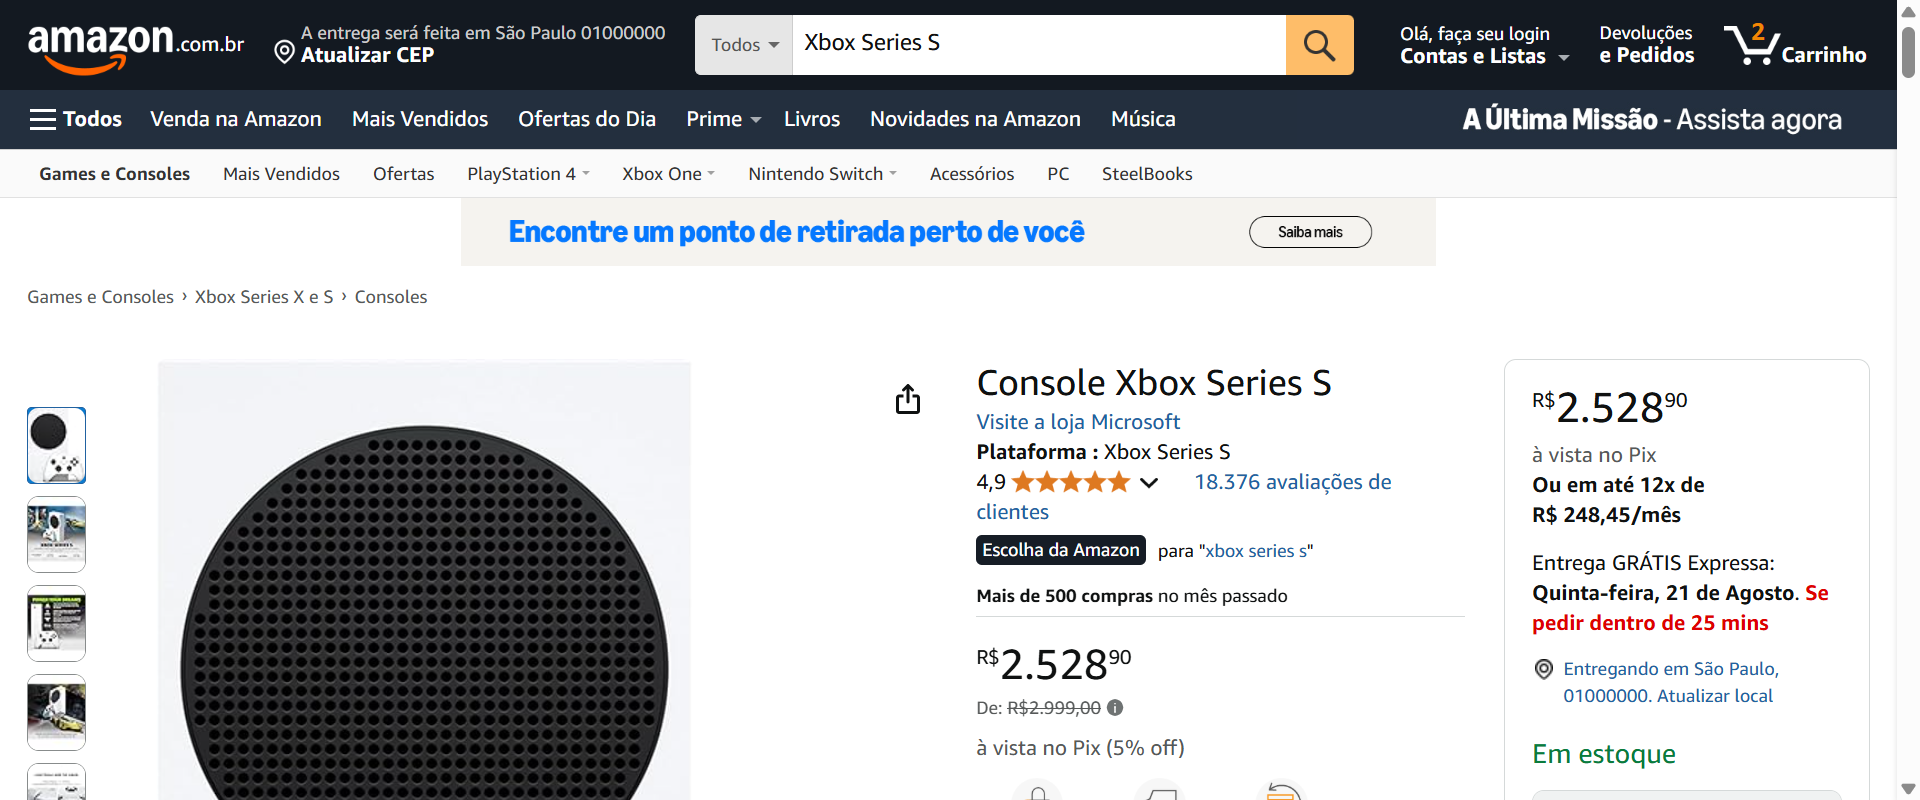 amazon.com.br
A entrega será feita em São Paulo 01000000
Atualizar CEP
Todos
Xbox Series S
Olá, faça seu login
Contas e Listas
Devoluções
e Pedidos
2
Carrinho
Todos
Venda na Amazon
Mais Vendidos
Ofertas do Dia
Prime
Livros
Novidades na Amazon
Música
A Última Missão - Assista agora
Games e Consoles
Mais Vendidos
Ofertas
PlayStation 4
Xbox One
Nintendo Switch
Acessórios
PC
SteelBooks
Encontre um ponto de retirada perto de você
Saiba mais
Games e Consoles › Xbox Series X e S › Consoles
Console Xbox Series S
Visite a loja Microsoft
Plataforma : Xbox Series S
4,9
18.376 avaliações de
clientes
Escolha da Amazon para "xbox series s"
Mais de 500 compras no mês passado
R$2.52890
De: R$2.999,00
à vista no Pix (5% off)
R$2.52890
à vista no Pix
Ou em até 12x de
R$ 248,45/mês
Entrega GRÁTIS Expressa:
Quinta-feira, 21 de Agosto. Se
pedir dentro de 25 mins
Entregando em São Paulo,
01000000. Atualizar local
Em estoque